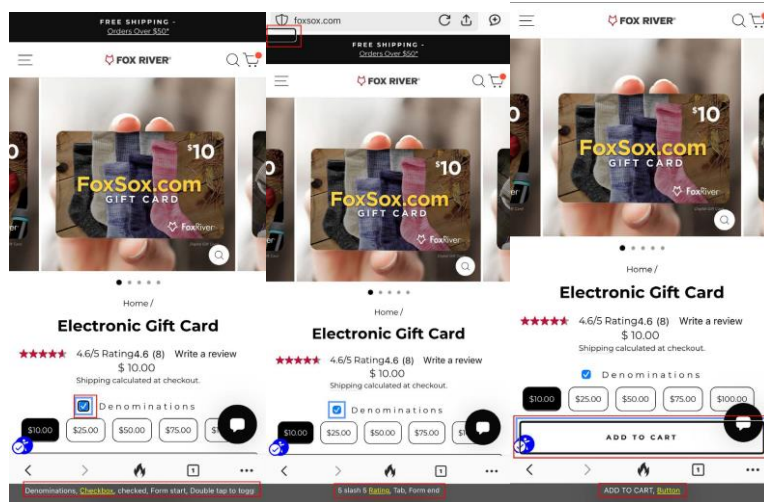 FREE SHIPPING -
Orders Over $50*
FOX RIVER
$10
FoxSox.com
GIFT CARD
FoxRiver
Home /
Electronic Gift Card
4.6/5 Rating4.6 (8) Write a review
$ 10.00
Shipping calculated at checkout.
Denominations
$10.00 $25.00 $50.00 $75.00
1
Denominations, Checkbox, checked, Form start, Double tap to toggl
foxsox.com
FREE SHIPPING -
Orders Over $50*
FOX RIVER
$10
FoxSox.com
GIFT CARD
FoxRiver
Home /
Electronic Gift Card
4.6/5 Rating4.6 (8) Write a review
$ 10.00
Shipping calculated at checkout.
Denominations
$10.00 $25.00 $50.00 $75.00
1
5 slash 5 Rating, Tab, Form end
FOX RIVER
$10
FoxSox.com
GIFT CARD
FoxRiver
Home /
Electronic Gift Card
4.6/5 Rating4.6 (8) Write a review
$ 10.00
Shipping calculated at checkout.
Denominations
$10.00 $25.00 $50.00 $75.00 $100.00
ADD TO CART
1
ADD TO CART, Button